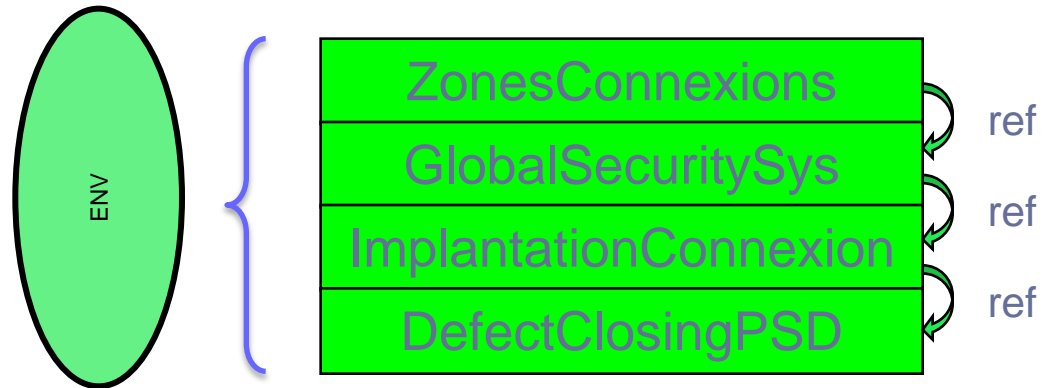 ENV
ZonesConnexions
GlobalSecuritySys
ImplantationConnexion
DefectClosingPSD
ref
ref
ref